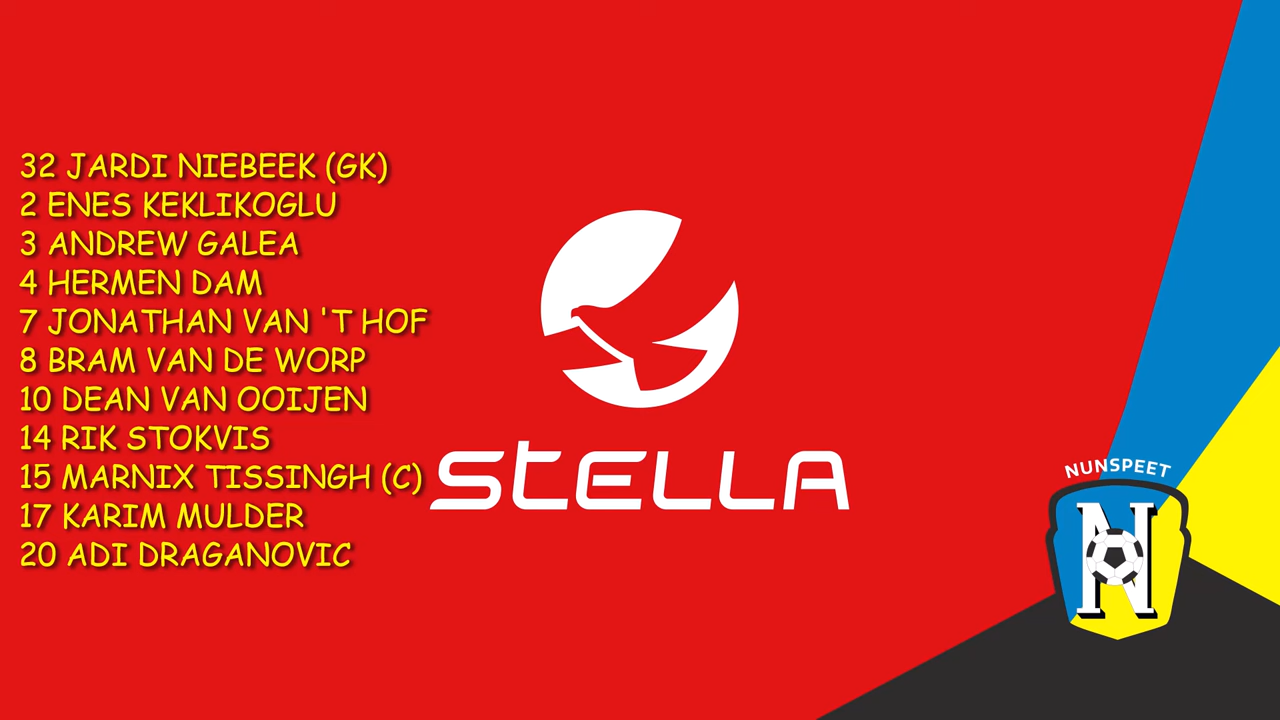 32 JARDI NIEBEEK (GK)
2 ENES KEKLIKOGLU
3 ANDREW GALEA
4 HERMEN DAM
7 JONATHAN VAN 'T HOF
8 BRAM VAN DE WORP
10 DEAN VAN OOIJEN
14 RIK STOKVIS
15 MARNIX TISSINGH (C)
17 KARIM MULDER
20 ADI DRAGANOVIC
STELLA
NUNSPEET
N